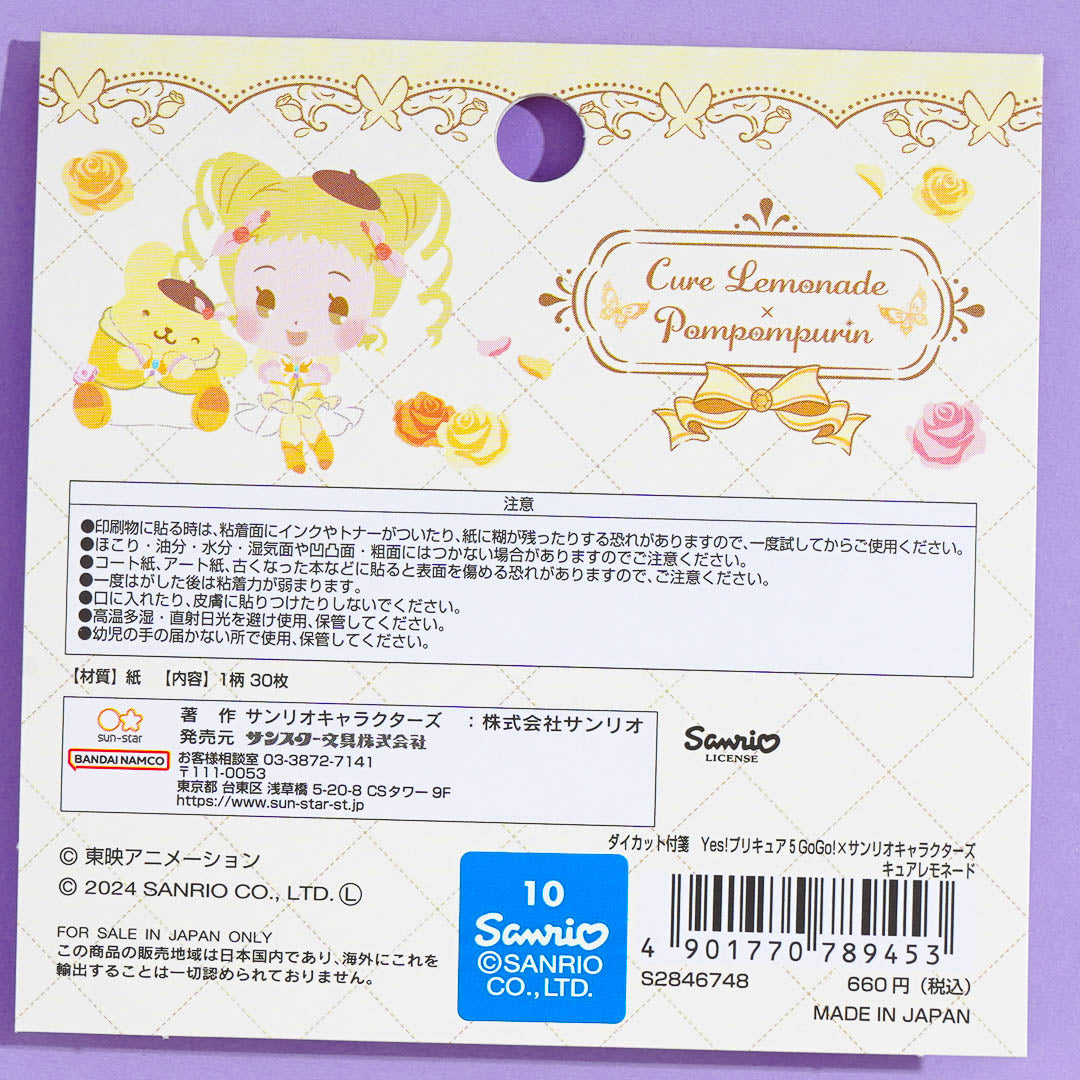 Cure Lemonade
×
Pompompurin
注意
●印刷物に貼る時は、粘着面にインクやトナーがついたり、紙に糊が残ったりする恐れがありますので、一度試してからご使用ください。
●ほこり・油分・水分・湿気面や凹凸面・粗面にはつかない場合がありますのでご注意ください。
●コート紙、アート紙、古くなった本などに貼ると表面を傷める恐れがありますので、ご注意ください。
●一度はがした後は粘着力が弱まります。
●口に入れたり、皮膚に貼りつけたりしないでください。
●高温多湿・直射日光を避け使用、保管してください。
●幼児の手の届かない所で使用、保管してください。
【材質】紙 【内容】1柄 30枚
sun-star
BANDAI NAMCO
著 作 サンリオキャラクターズ :株式会社サンリオ
発売元 サンスター文具株式会社
お客様相談室 03-3872-7141
〒111-0053
東京都 台東区 浅草橋 5-20-8 CSタワー 9F
https://www.sun-star-st.jp
Sanrio
LICENSE
ダイカット付箋 Yes!プリキュア5GoGo!×サンリオキャラクターズ
キュアレモネード
© 東映アニメーション
© 2024 SANRIO CO., LTD. Ⓛ
FOR SALE IN JAPAN ONLY
この商品の販売地域は日本国内であり、海外にこれを
輸出することは一切認められておりません。
10
Sanrio
©SANRIO
CO.,LTD.
4 901770 789453
S2846748 660円(税込)
MADE IN JAPAN